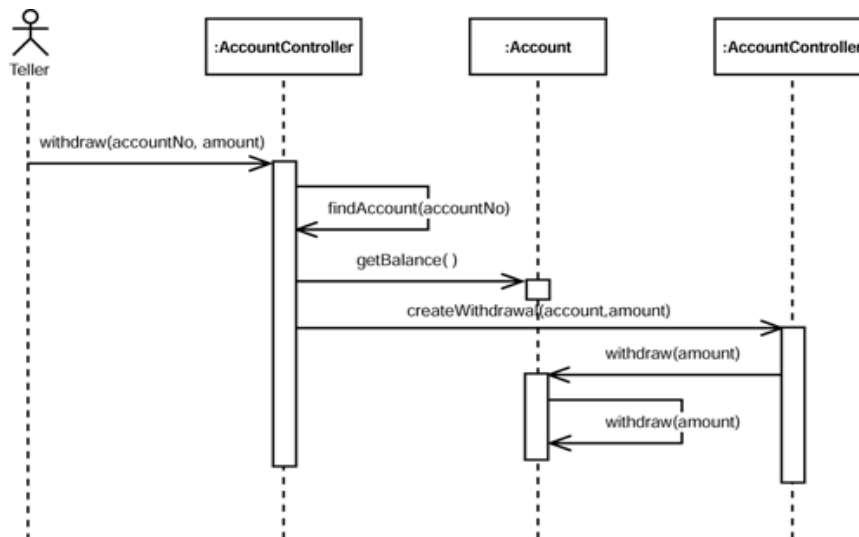 Teller
:AccountController
:Account
:AccountController
withdraw(accountNo, amount)
findAccount(accountNo)
getBalance( )
createWithdrawal(account,amount)
withdraw(amount)
withdraw(amount)